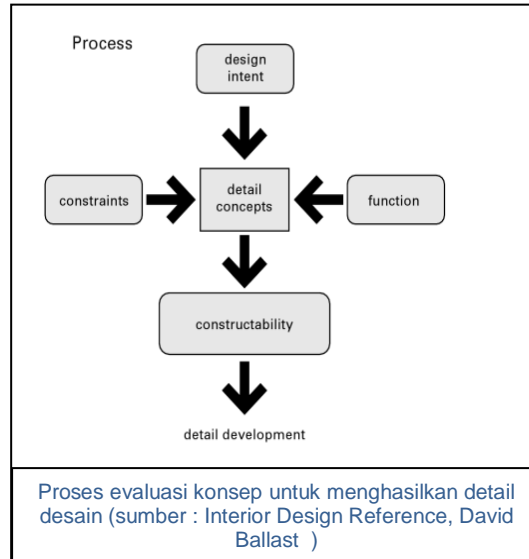 Process
design
intent
constraints
detail
concepts
function
constructability
detail development
Proses evaluasi konsep untuk menghasilkan detail
desain (sumber : Interior Design Reference, David
Ballast  )